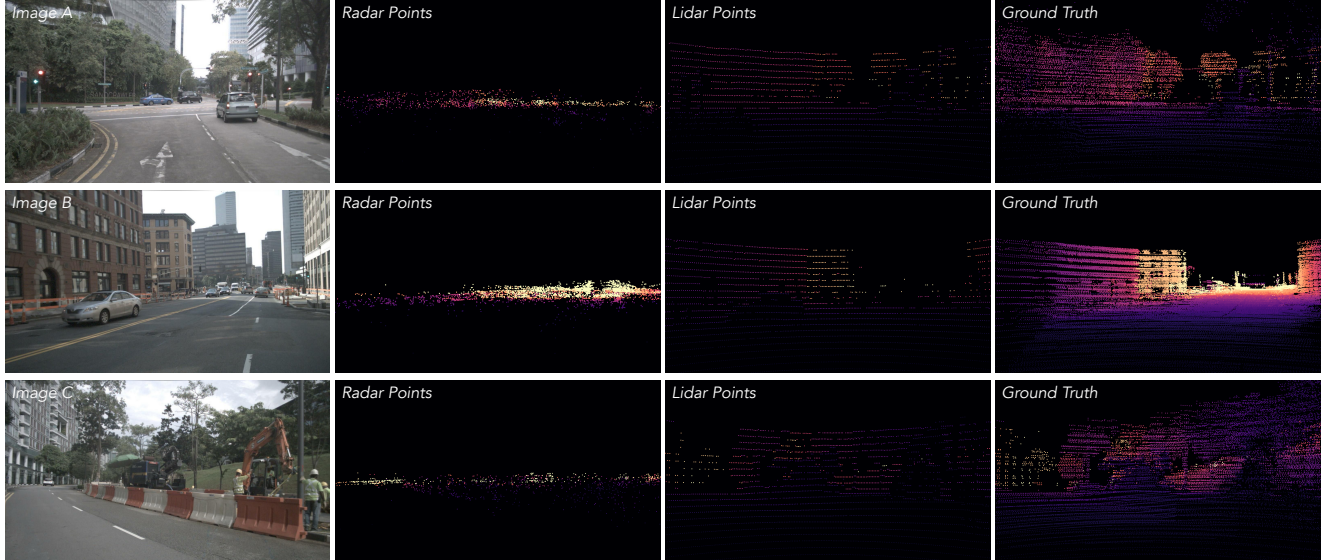 Image A
Radar Points
Lidar Points
Ground Truth
Image B
Radar Points
Lidar Points
Ground Truth
Image C
Radar Points
Lidar Points
Ground Truth